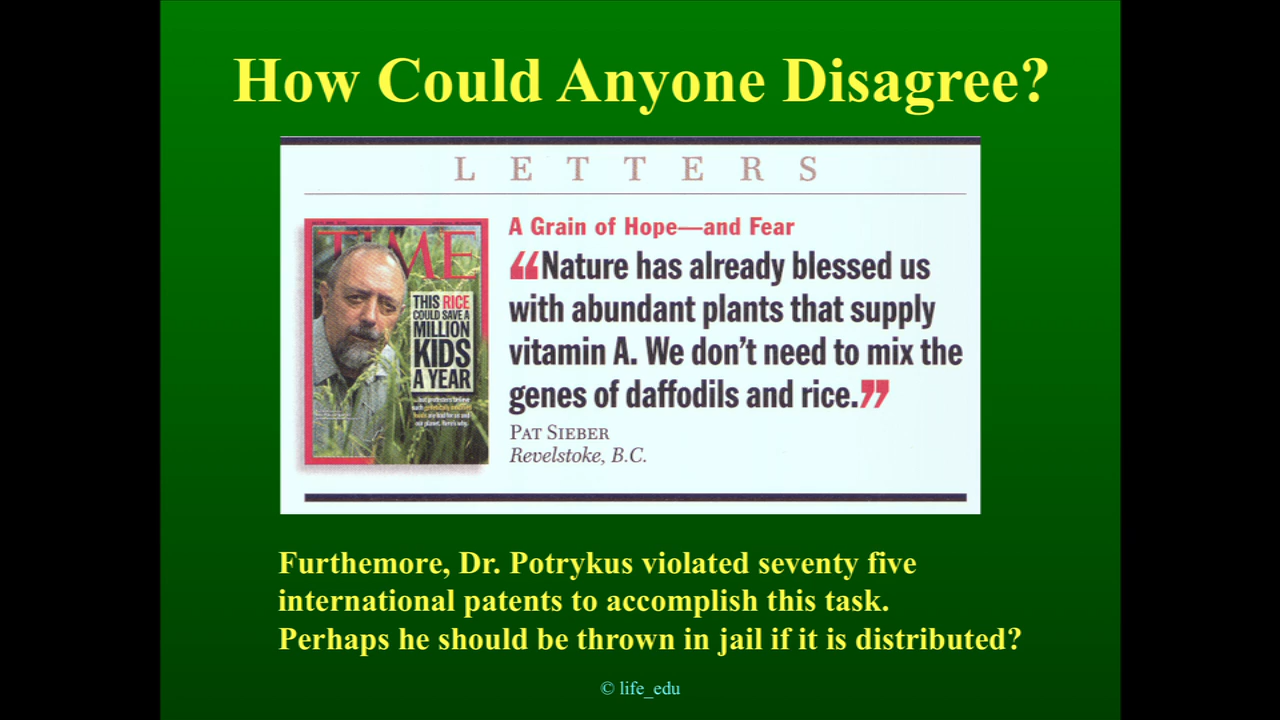 How Could Anyone Disagree?
LETTERS
TIME
THIS RICE
COULD SAVE A
MILLION
KIDS
A YEAR
A Grain of Hope—and Fear
“Nature has already blessed us
with abundant plants that supply
vitamin A. We don’t need to mix the
genes of daffodils and rice.”
PAT SIEBER
Revelstoke, B.C.
Furthemore, Dr. Potrykus violated seventy five
international patents to accomplish this task.
Perhaps he should be thrown in jail if it is distributed?
© life_edu